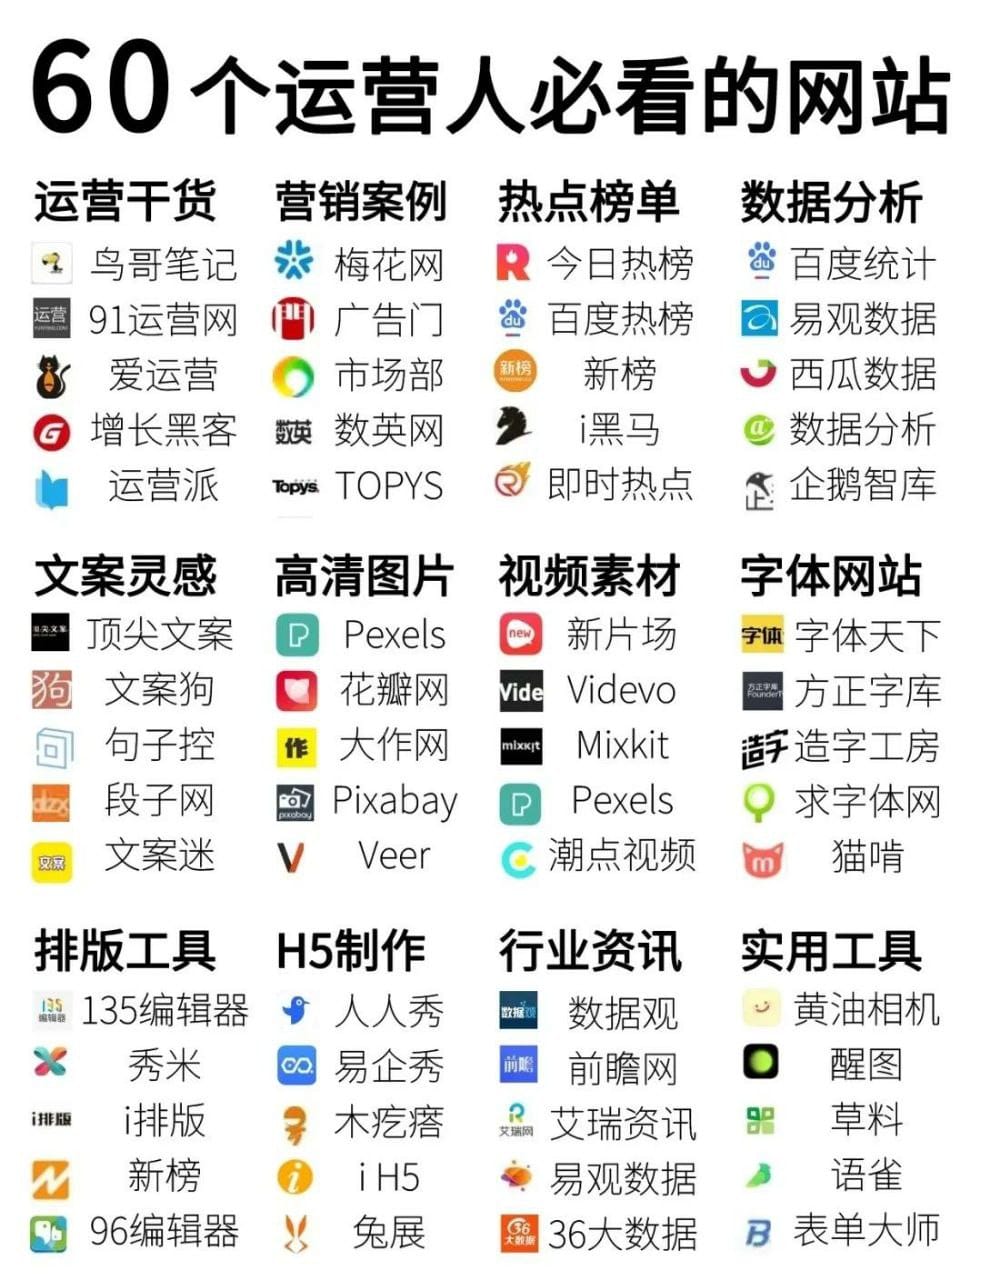 60个运营人必看的网站
运营干货
鸟哥笔记
运营
91运营网
爱运营
G
增长黑客
运营派
营销案例
梅花网
广告门
市场部
数英
数英网
Topys.
TOPYS
热点榜单
今日热榜
du
百度热榜
新榜
新榜
i黑马
即时热点
数据分析
du
百度统计
易观数据
西瓜数据
@
数据分析
企鹅智库
文案灵感
顶尖文案
顶尖文案
狗
文案狗
句子控
dzzg
段子网
文案
文案迷
高清图片
P
Pexels
花瓣网
作
大作网
pixabay
Pixabay
V
Veer
视频素材
new
新片场
Vide
Videvo
mixkit
Mixkit
P
Pexels
潮点视频
字体网站
字体
字体天下
方正字库
FounderT
方正字库
造字
造字工房
求字体网
m
猫啃
排版工具
135
编辑器
135编辑器
秀米
i排版
i排版
新榜
96编辑器
H5制作
人人秀
易企秀
木疙瘩
i
i H5
兔展
行业资讯
数据观
数据观
前瞻
前瞻网
艾瑞网
艾瑞资讯
易观数据
36
大数据
36大数据
实用工具
黄油相机
醒图
草料
语雀
B
表单大师